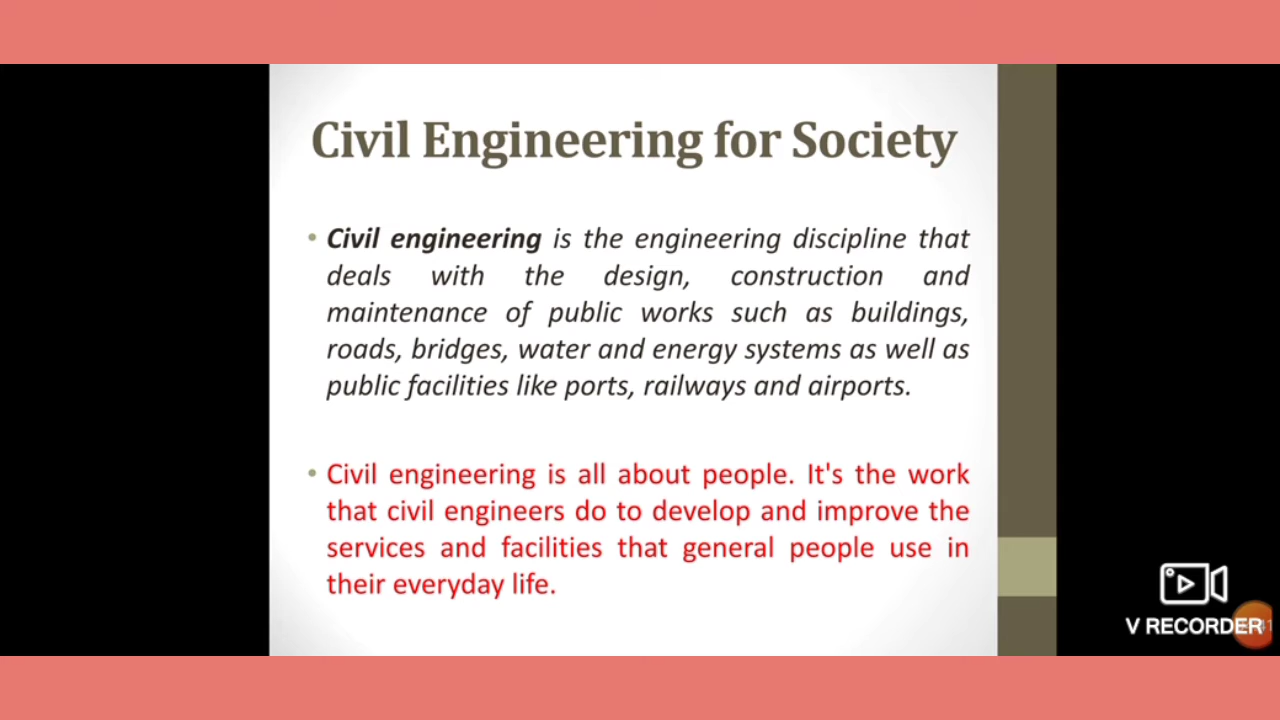 Civil Engineering for Society
• Civil engineering is the engineering discipline that
deals with the design, construction and
maintenance of public works such as buildings,
roads, bridges, water and energy systems as well as
public facilities like ports, railways and airports.
• Civil engineering is all about people. It's the work
that civil engineers do to develop and improve the
services and facilities that general people use in
their everyday life.
V RECORDER